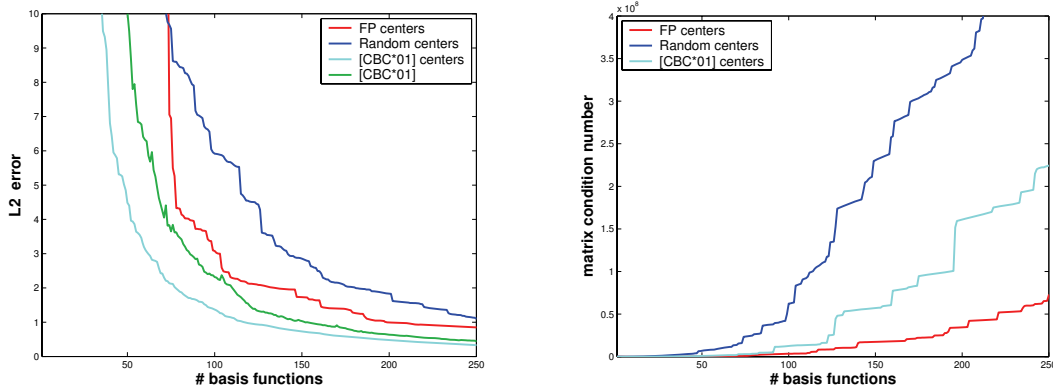 10
9
8
7
6
5
4
3
2
1
0
L2 error
50
100
150
200
250
# basis functions
FP centers
Random centers
[CBC*01] centers
[CBC*01]
x 10^8
4
3.5
3
2.5
2
1.5
1
0.5
0
matrix condition number
50
100
150
200
250
# basis functions
FP centers
Random centers
[CBC*01] centers